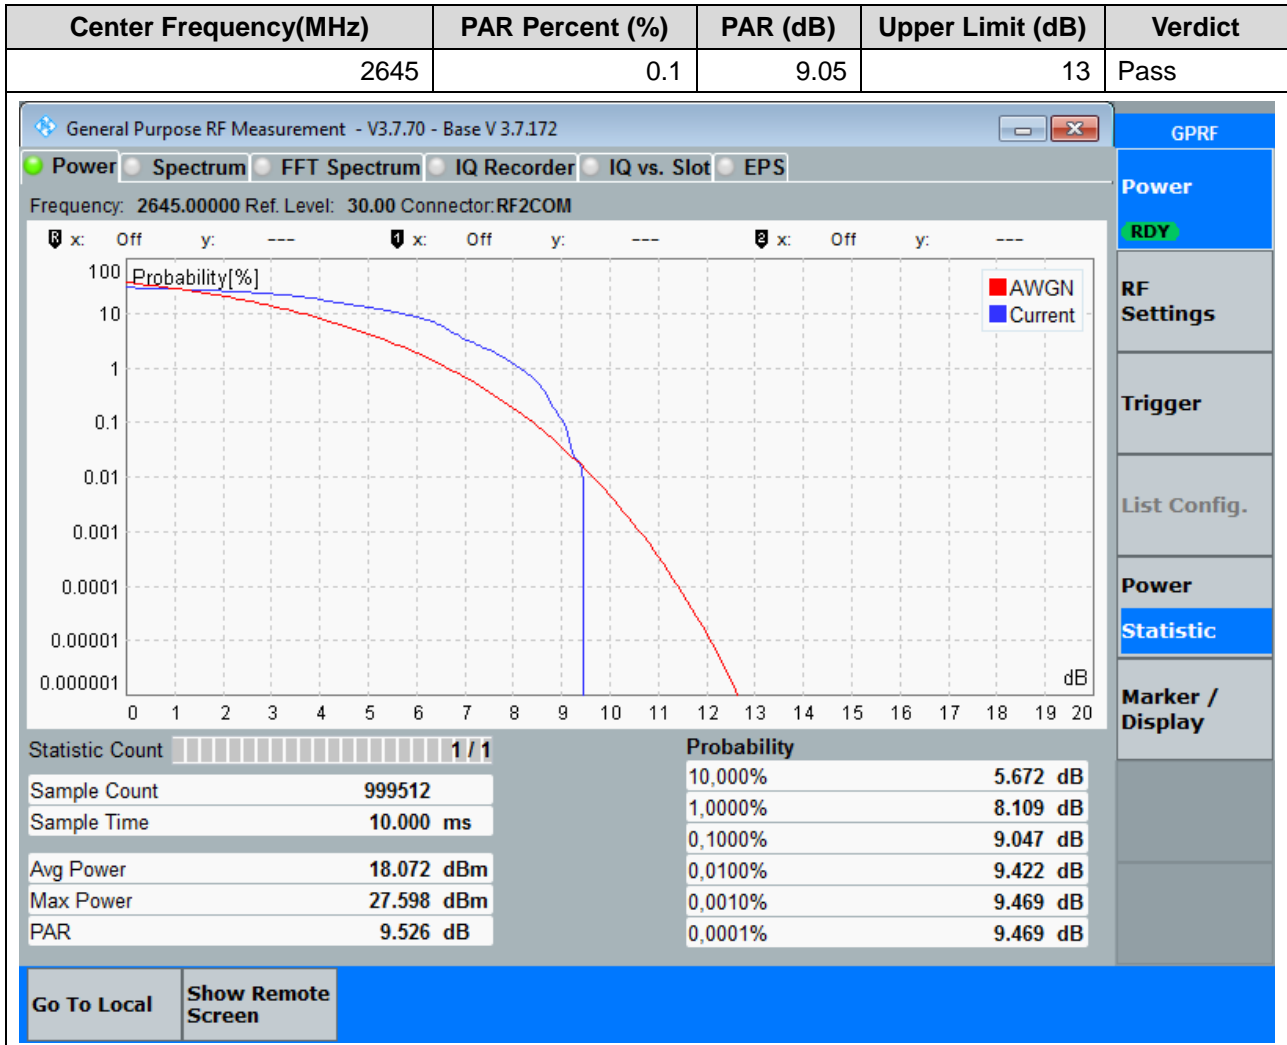 Center Frequency(MHz) PAR Percent (%) PAR (dB) Upper Limit (dB) Verdict
2645 0.1 9.05 13 Pass
General Purpose RF Measurement - V3.7.70 - Base V 3.7.172
GPRF
Power Spectrum FFT Spectrum IQ Recorder IQ vs. Slot EPS
Power
RDY
Frequency: 2645.00000 Ref. Level: 30.00 Connector:RF2COM
R x: Off y: --- 1 x: Off y: --- 2 x: Off y: ---
Probability[%]
AWGN
Current
100
10
1
0.1
0.01
0.001
0.0001
0.00001
0.000001
dB
0 1 2 3 4 5 6 7 8 9 10 11 12 13 14 15 16 17 18 19 20
RF
Settings
Trigger
List Config.
Power
Statistic
Marker /
Display
Statistic Count 1 / 1
Sample Count 999512
Sample Time 10.000 ms
Avg Power 18.072 dBm
Max Power 27.598 dBm
PAR 9.526 dB
Probability
10,000% 5.672 dB
1,0000% 8.109 dB
0,1000% 9.047 dB
0,0100% 9.422 dB
0,0010% 9.469 dB
0,0001% 9.469 dB
Go To Local
Show Remote
Screen